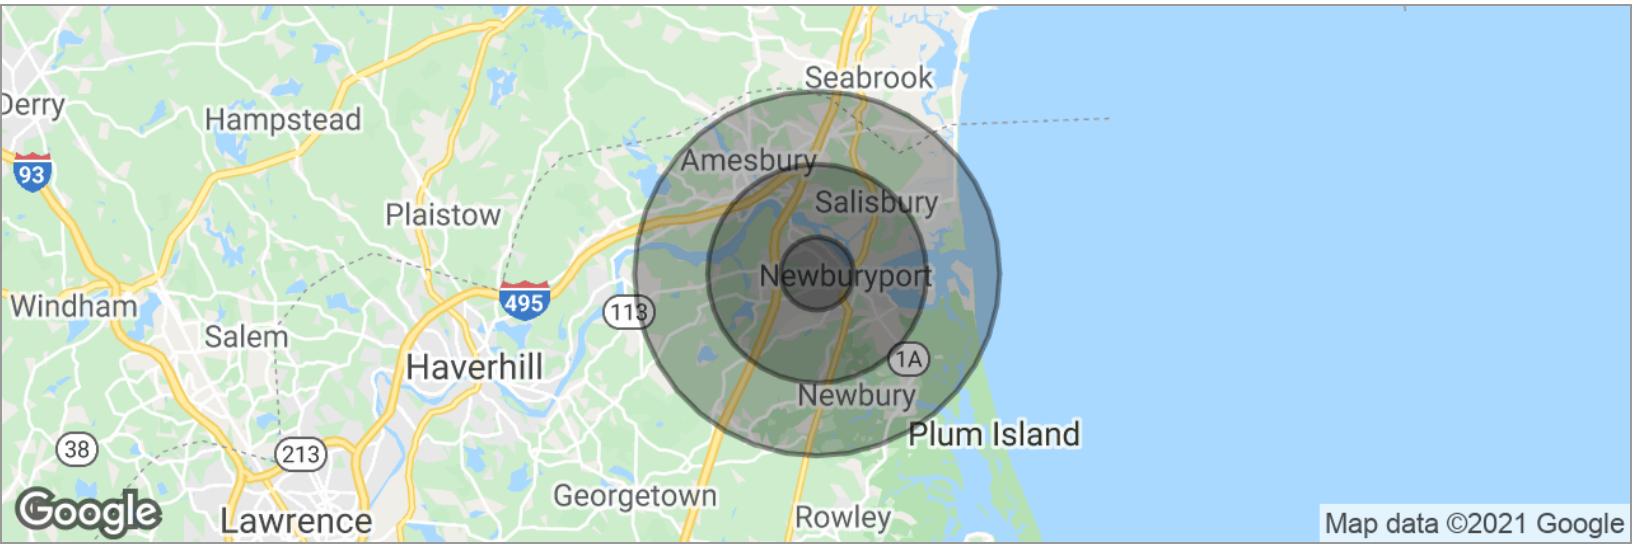 Seabrook
Derry
Hampstead
93
Amesbury
Plaistow
Salisbury
Newburyport
495
Windham
113
Salem
Haverhill
1A
Newbury
Plum Island
38
213
Georgetown
Google
Lawrence
Rowley
Map data ©2021 Google